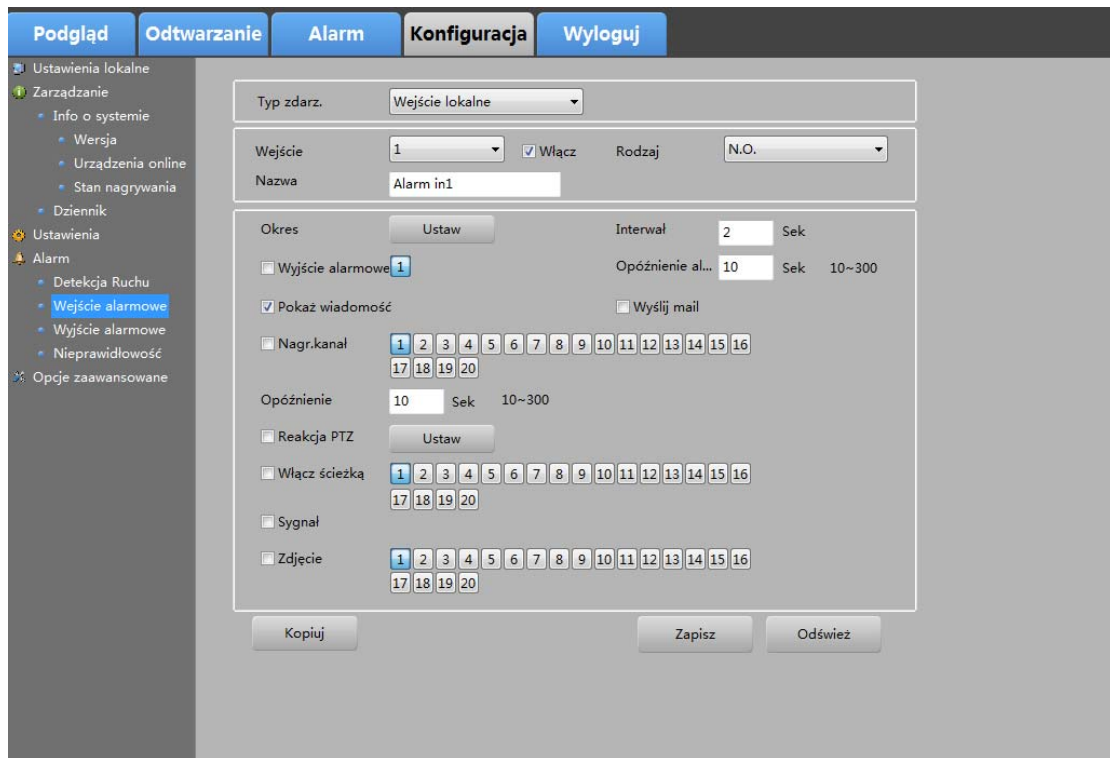 Podgląd Odtwarzanie Alarm Konfiguracja Wyloguj
Ustawienia lokalne
Zarządzanie
Info o systemie
Wersja
Urządzenia online
Stan nagrywania
Dziennik
Ustawienia
Alarm
Detekcja Ruchu
Wejście alarmowe
Wyjście alarmowe
Nieprawidłowość
Opcje zaawansowane
Typ zdarz. Wejście lokalne
Wejście 1 Włącz Rodzaj N.O.
Nazwa Alarm in1
Okres Ustaw Interwał 2 Sek
Wyjście alarmowe 1 Opóźnienie al... 10 Sek 10~300
Pokaż wiadomość Wyślij mail
Nagr.kanał 1 2 3 4 5 6 7 8 9 10 11 12 13 14 15 16
17 18 19 20
Opóźnienie 10 Sek 10~300
Reakcja PTZ Ustaw
Włącz ścieżką 1 2 3 4 5 6 7 8 9 10 11 12 13 14 15 16
17 18 19 20
Sygnał
Zdjęcie 1 2 3 4 5 6 7 8 9 10 11 12 13 14 15 16
17 18 19 20
Kopiuj Zapisz Odśwież